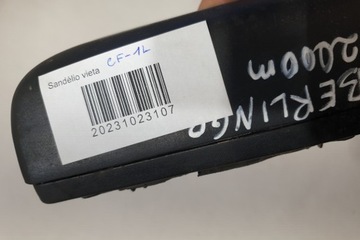 Sandėlio vieta CF-1L
20231023107
BERLINGO
2000m